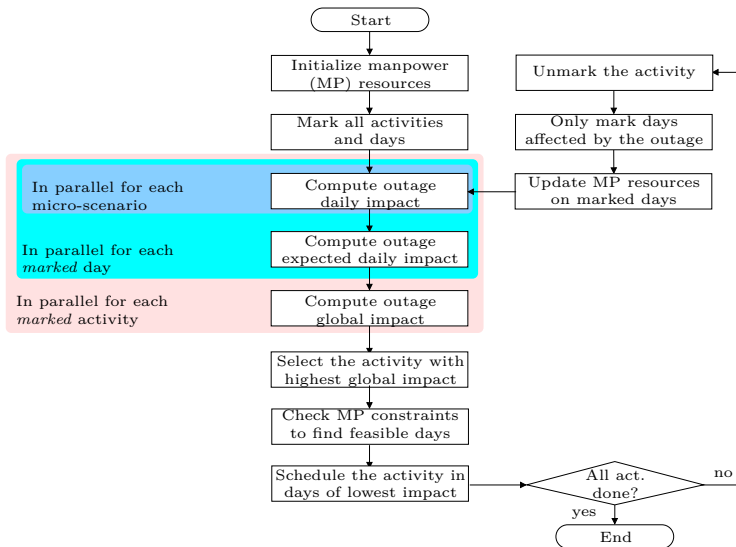 Start
Initialize manpower
(MP) resources
Mark all activities
and days
In parallel for each
micro-scenario
Compute outage
daily impact
In parallel for each
marked day
Compute outage
expected daily impact
In parallel for each
marked activity
Compute outage
global impact
Select the activity with
highest global impact
Check MP constraints
to find feasible days
Schedule the activity in
days of lowest impact
All act.
done?
no
yes
End
Unmark the activity
Only mark days
affected by the outage
Update MP resources
on marked days